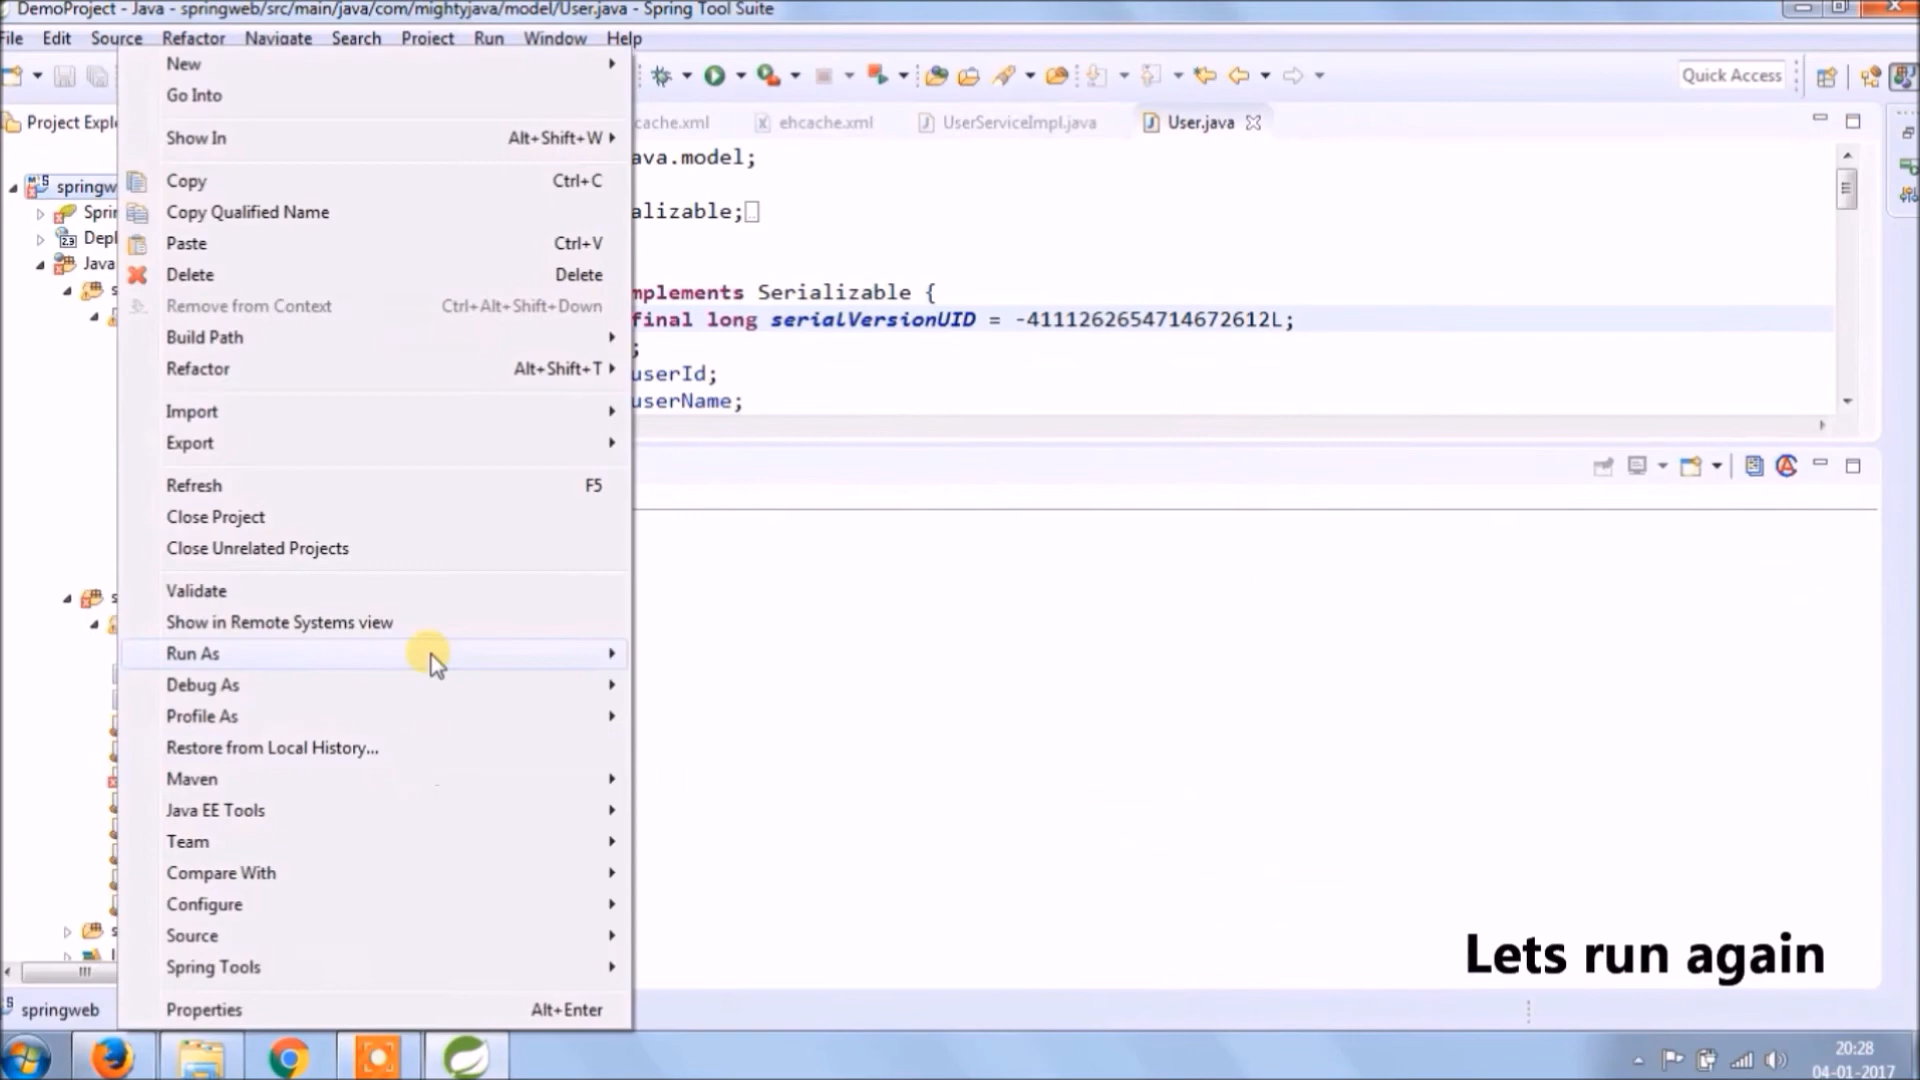 DemoProject - Java - springweb/src/main/java/com/mightyjava/model/User.java - Spring Tool Suite
File Edit Source Refactor Navigate Search Project Run Window Help
Quick Access
Project Expl
cache.xml ehcache.xml UserServiceImpl.java User.java
springw
Sprin
Depl
Java
New
Go Into
Show In Alt+Shift+W
Copy Ctrl+C
Copy Qualified Name
Paste Ctrl+V
Delete Delete
Remove from Context Ctrl+Alt+Shift+Down
Build Path
Refactor Alt+Shift+T
Import
Export
Refresh F5
Close Project
Close Unrelated Projects
Validate
Show in Remote Systems view
Run As
Debug As
Profile As
Restore from Local History...
Maven
Java EE Tools
Team
Compare With
Configure
Source
Spring Tools
Properties Alt+Enter
ava.model;
alizable;
mplements Serializable {
final long serialVersionUID = -4111262654714672612L;
;
userId;
userName;
Lets run again
springweb
20:28
04-01-2017